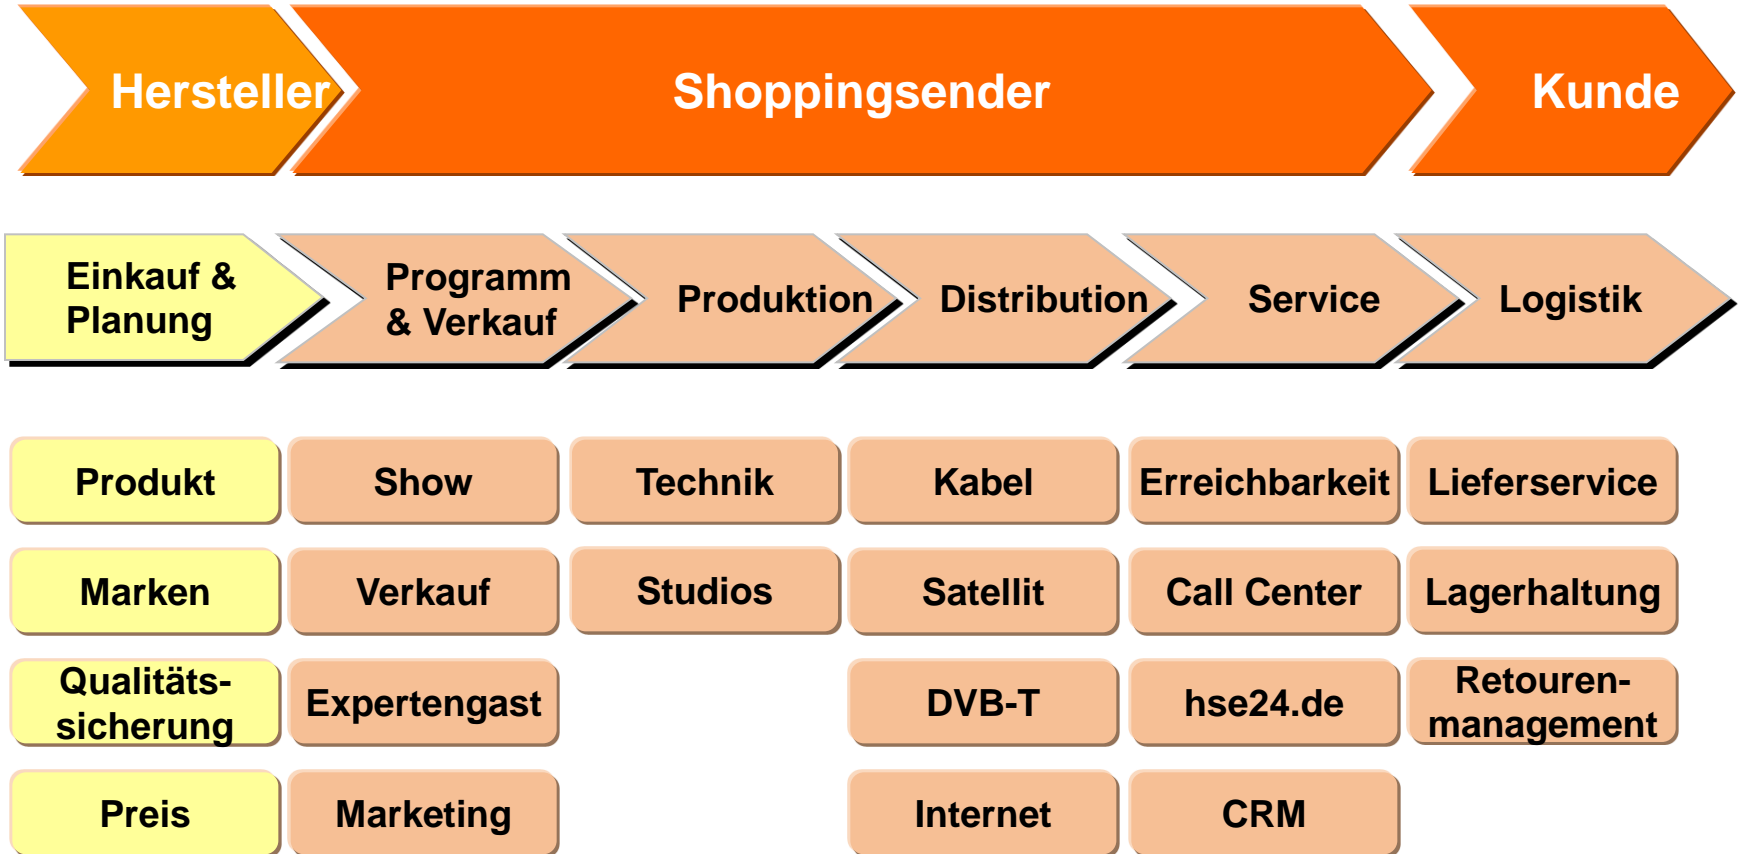 Hersteller
Shoppingsender
Kunde
Einkauf &
Planung
Programm
& Verkauf
Produktion
Distribution
Service
Logistik
Produkt
Show
Technik
Kabel
Erreichbarkeit
Lieferservice
Marken
Verkauf
Studios
Satellit
Call Center
Lagerhaltung
Qualitäts-
sicherung
Expertengast
DVB-T
hse24.de
Retouren-
management
Preis
Marketing
Internet
CRM